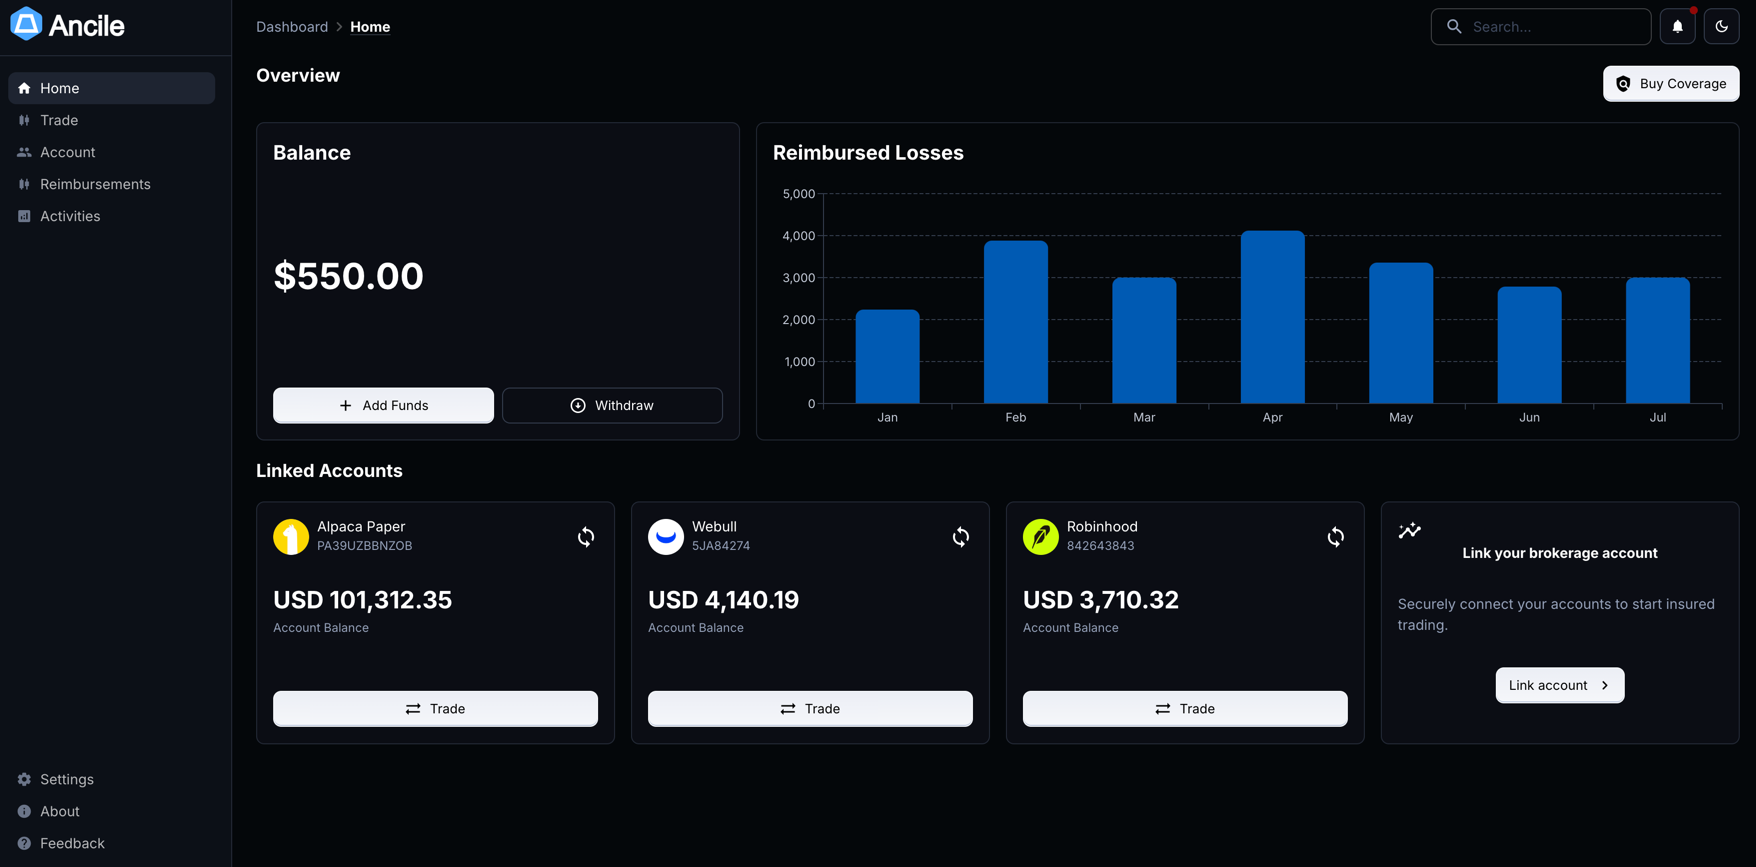 Ancile
Dashboard > Home
Search...
Home
Trade
Account
Reimbursements
Activities
Settings
About
Feedback
Overview
Buy Coverage
Balance
$550.00
Add Funds
Withdraw
Reimbursed Losses
5,000
4,000
3,000
2,000
1,000
0
Jan Feb Mar Apr May Jun Jul
Linked Accounts
Alpaca Paper
PA39UZBBNZOB
USD 101,312.35
Account Balance
Trade
Webull
5JA84274
USD 4,140.19
Account Balance
Trade
Robinhood
842643843
USD 3,710.32
Account Balance
Trade
Link your brokerage account
Securely connect your accounts to start insured
trading.
Link account